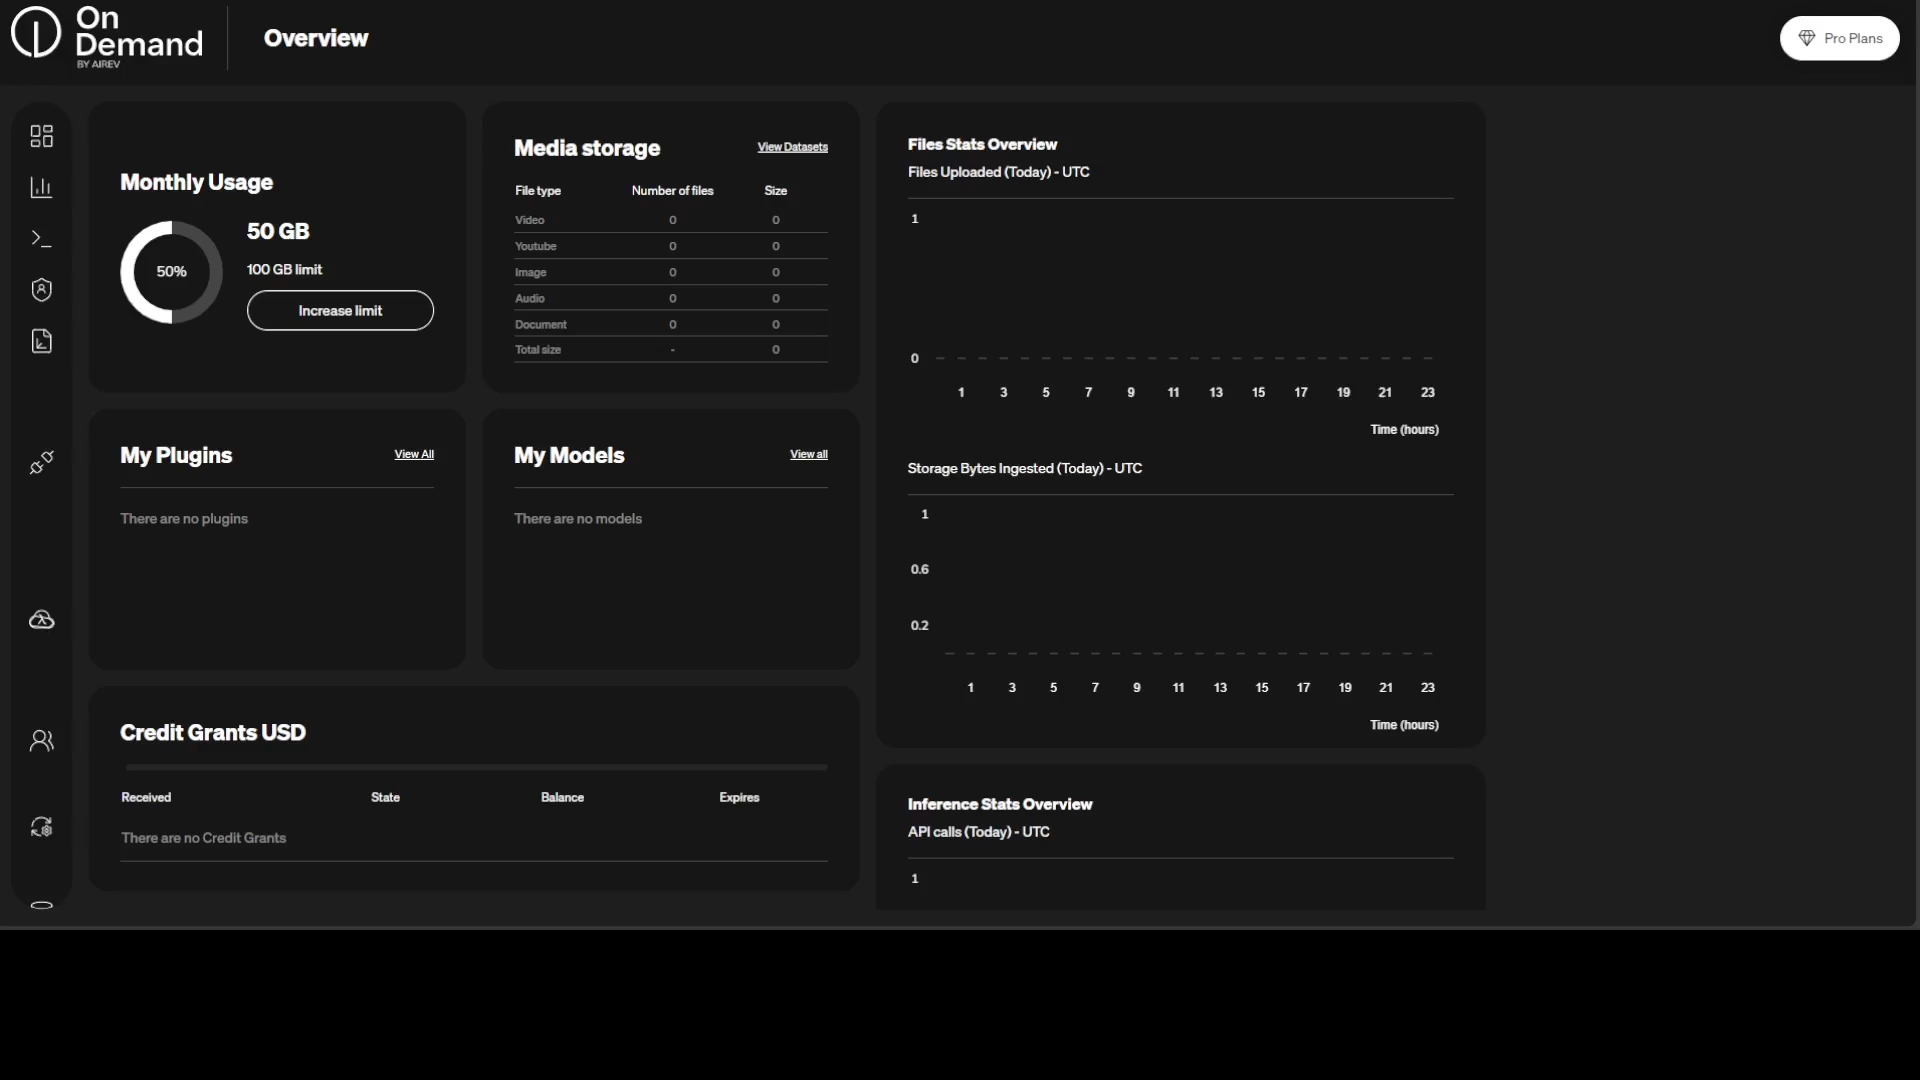 On
Demand
BY AIREV
Overview
Pro Plans
Monthly Usage
50%
50 GB
100 GB limit
Increase limit
Media storage
View Datasets
File type Number of files Size
Video 0 0
Youtube 0 0
Image 0 0
Audio 0 0
Document 0 0
Total size - 0
My Plugins
View All
There are no plugins
My Models
View all
There are no models
Credit Grants USD
Received State Balance Expires
There are no Credit Grants
Files Stats Overview
Files Uploaded (Today) - UTC
1
0
1 3 5 7 9 11 13 15 17 19 21 23
Time (hours)
Storage Bytes Ingested (Today) - UTC
1
0.6
0.2
1 3 5 7 9 11 13 15 17 19 21 23
Time (hours)
Inference Stats Overview
API calls (Today) - UTC
1